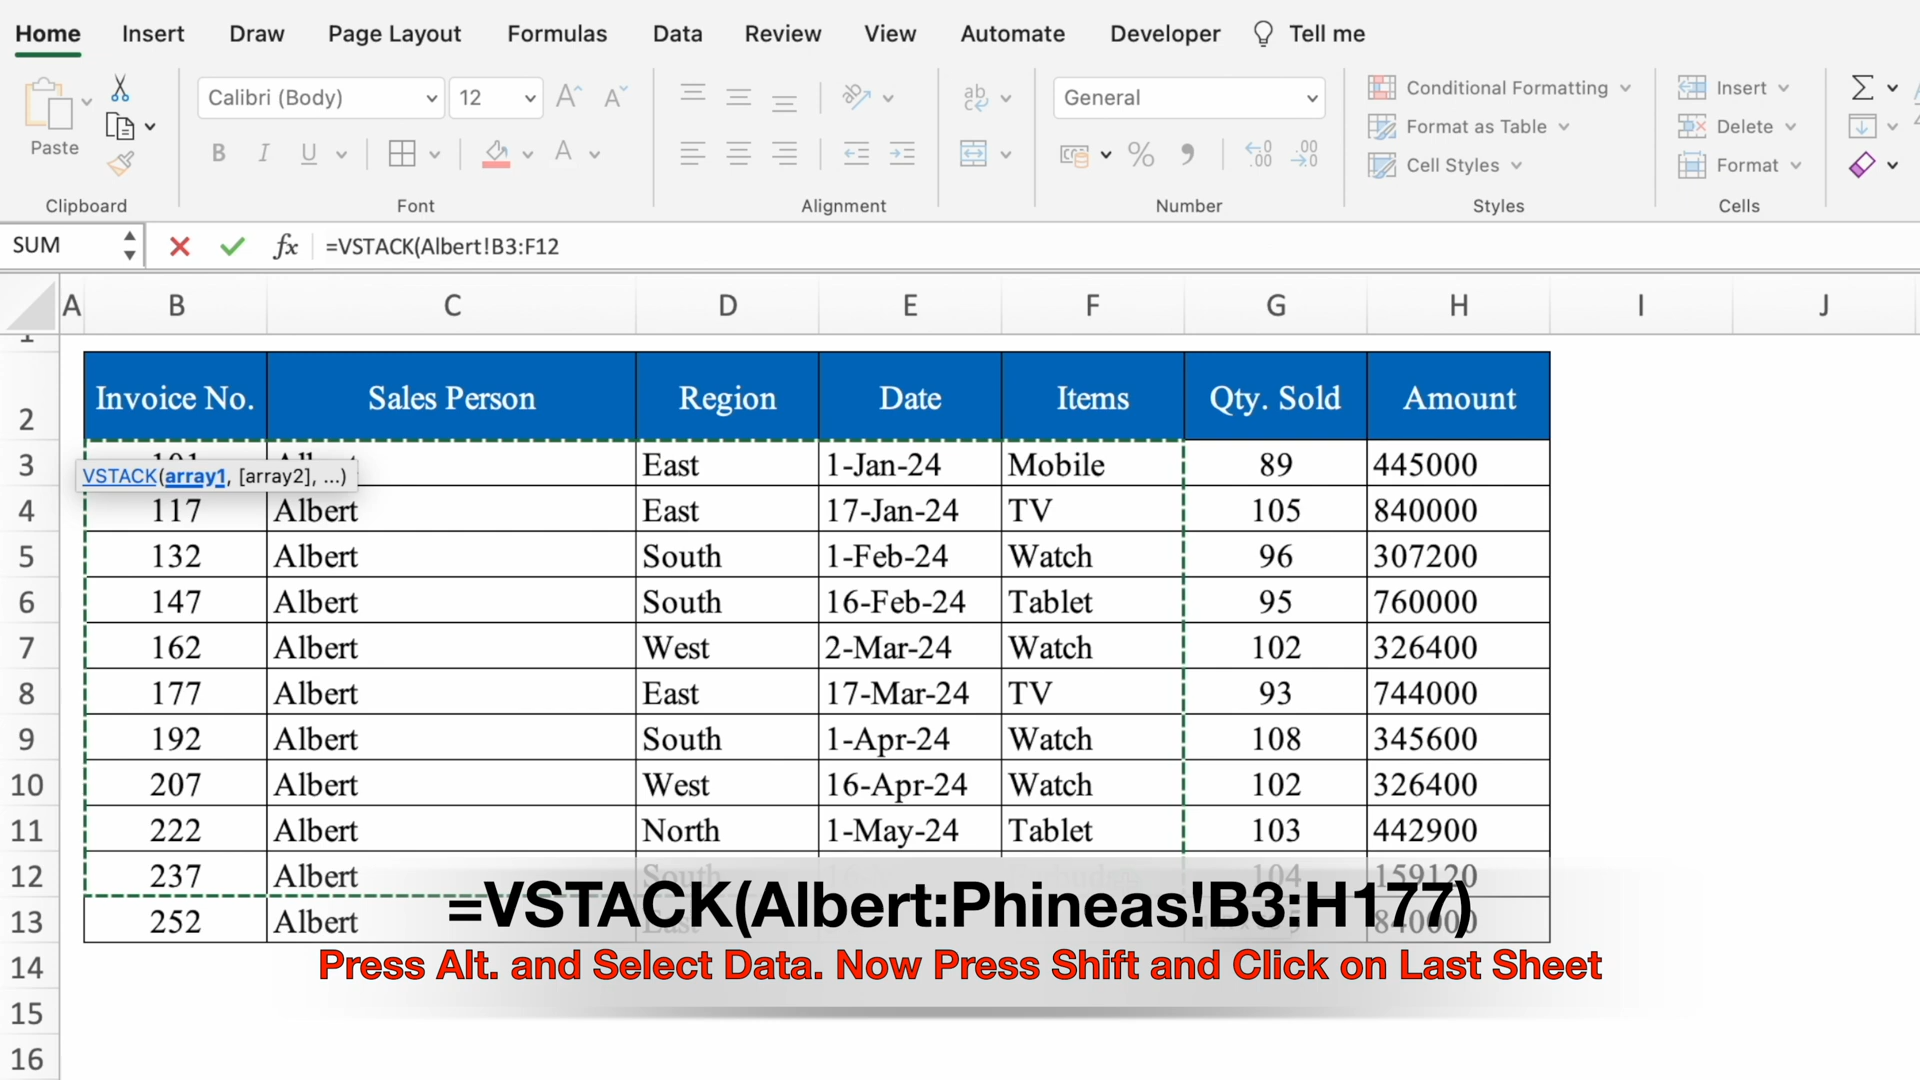 Home Insert Draw Page Layout Formulas Data Review View Automate Developer Tell me
Calibri (Body) 12 General Conditional Formatting Insert
Format as Table Delete
Paste B I U A % Cell Styles Format
Clipboard Font Alignment Number Styles Cells
SUM fx =VSTACK(Albert!B3:F12
A B C D E F G H I J
1
2 Invoice No. Sales Person Region Date Items Qty. Sold Amount
3 East 1-Jan-24 Mobile 89 445000
VSTACK(array1, [array2], ...)
4 117 Albert East 17-Jan-24 TV 105 840000
5 132 Albert South 1-Feb-24 Watch 96 307200
6 147 Albert South 16-Feb-24 Tablet 95 760000
7 162 Albert West 2-Mar-24 Watch 102 326400
8 177 Albert East 17-Mar-24 TV 93 744000
9 192 Albert South 1-Apr-24 Watch 108 345600
10 207 Albert West 16-Apr-24 Watch 102 326400
11 222 Albert North 1-May-24 Tablet 103 442900
12 237 Albert South 104 159120
13 252 Albert East 840000
=VSTACK(Albert:Phineas!B3:H177)
Press Alt. and Select Data. Now Press Shift and Click on Last Sheet
14
15
16